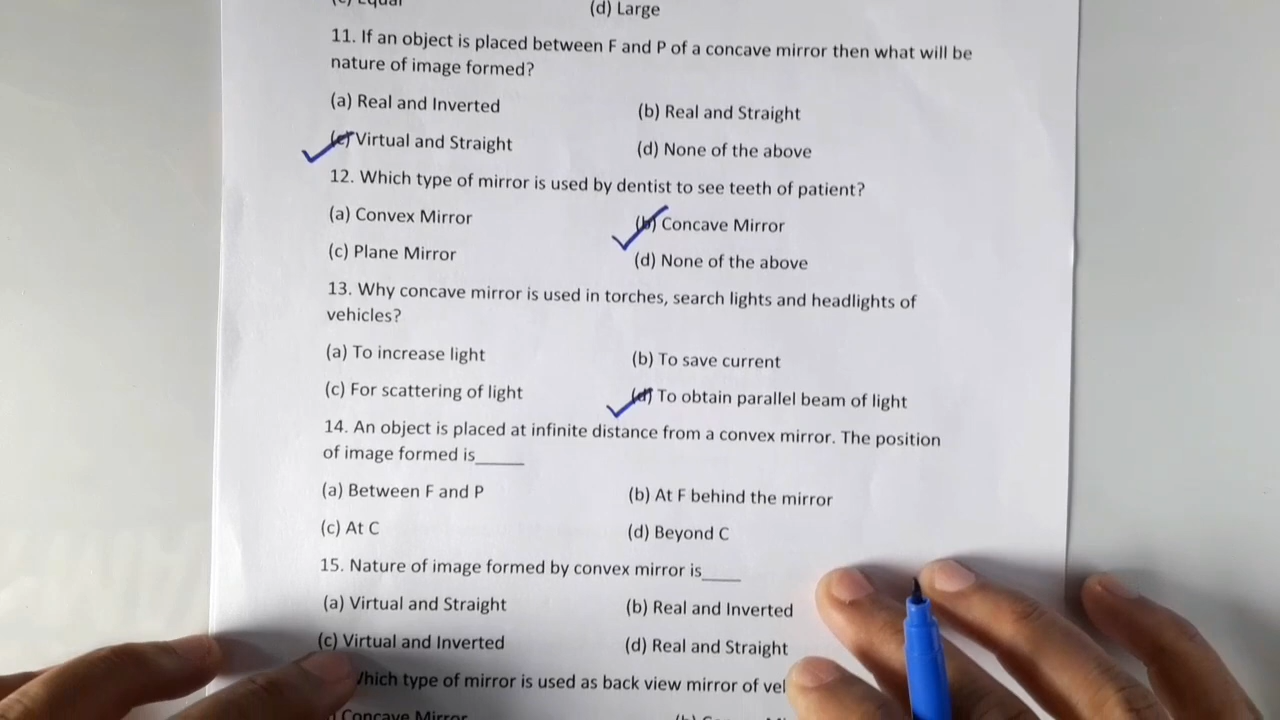 (c) Equal
(d) Large
11. If an object is placed between F and P of a concave mirror then what will be
nature of image formed?
(a) Real and Inverted
(b) Real and Straight
(c) Virtual and Straight
(d) None of the above
12. Which type of mirror is used by dentist to see teeth of patient?
(a) Convex Mirror
(b) Concave Mirror
(c) Plane Mirror
(d) None of the above
13. Why concave mirror is used in torches, search lights and headlights of
vehicles?
(a) To increase light
(b) To save current
(c) For scattering of light
(d) To obtain parallel beam of light
14. An object is placed at infinite distance from a convex mirror. The position
of image formed is_____
(a) Between F and P
(b) At F behind the mirror
(c) At C
(d) Beyond C
15. Nature of image formed by convex mirror is____
(a) Virtual and Straight
(b) Real and Inverted
(c) Virtual and Inverted
(d) Real and Straight
Which type of mirror is used as back view mirror of
Concave Mirror